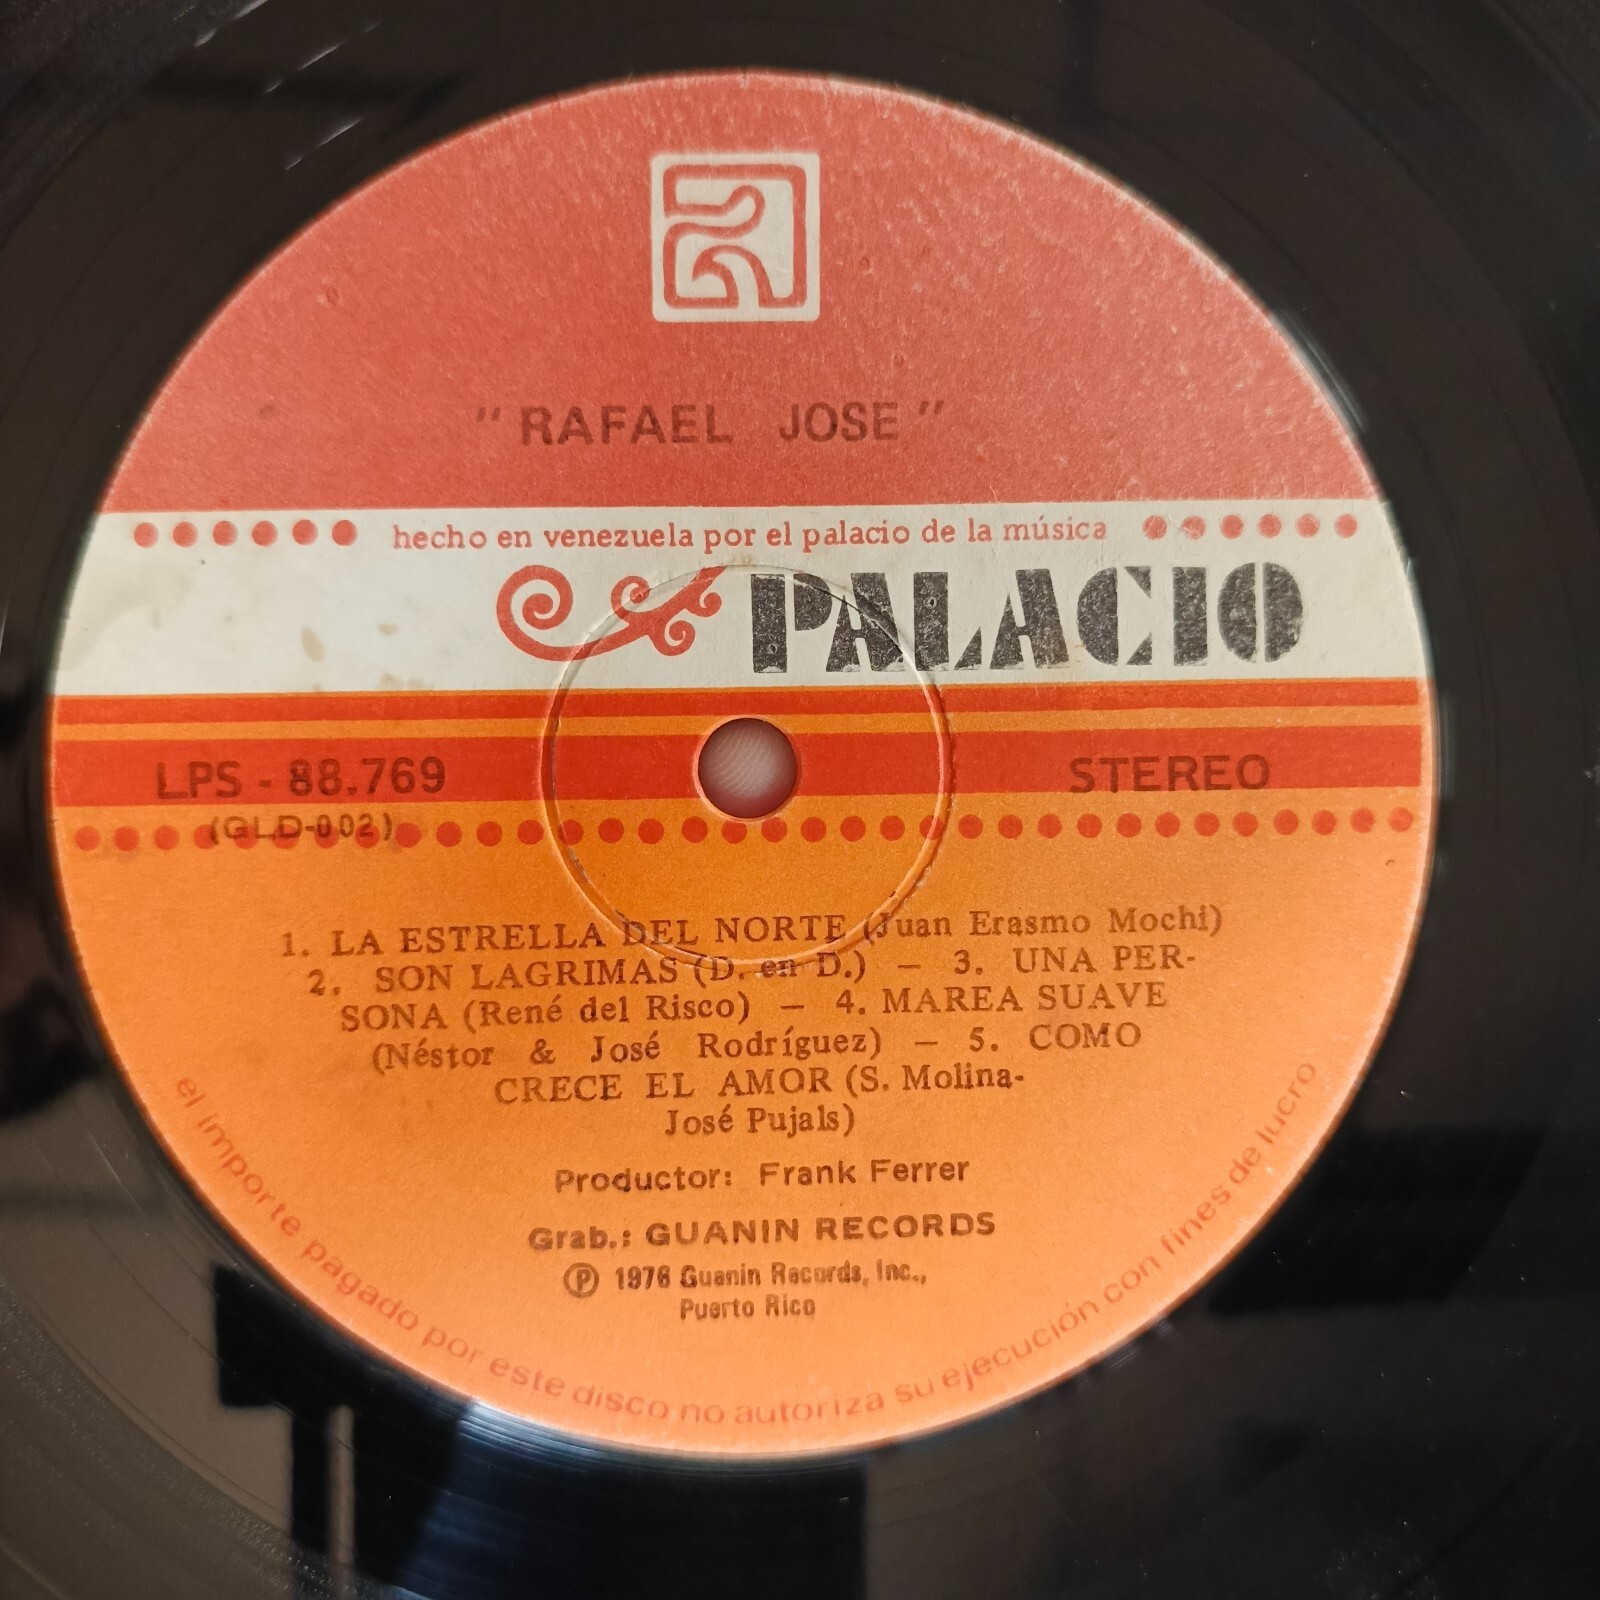 "RAFAEL JOSE"
hecho en venezuela por el palacio de la música
PALACIO
LPS - 88.769
STEREO
(GLD-002)
1. LA ESTRELLA DEL NORTE (Juan Erasmo Mochi)
2. SON LAGRIMAS (D. en D.) — 3. UNA PER-
SONA (René del Risco) — 4. MAREA SUAVE
(Néstor & José Rodríguez) — 5. COMO
CRECE EL AMOR (S. Molina-
José Pujals)
Productor: Frank Ferrer
Grab.: GUANIN RECORDS
Ⓟ 1976 Guanin Records, Inc.,
Puerto Rico
el importe pagado por este disco no autoriza su ejecución con fines de lucro